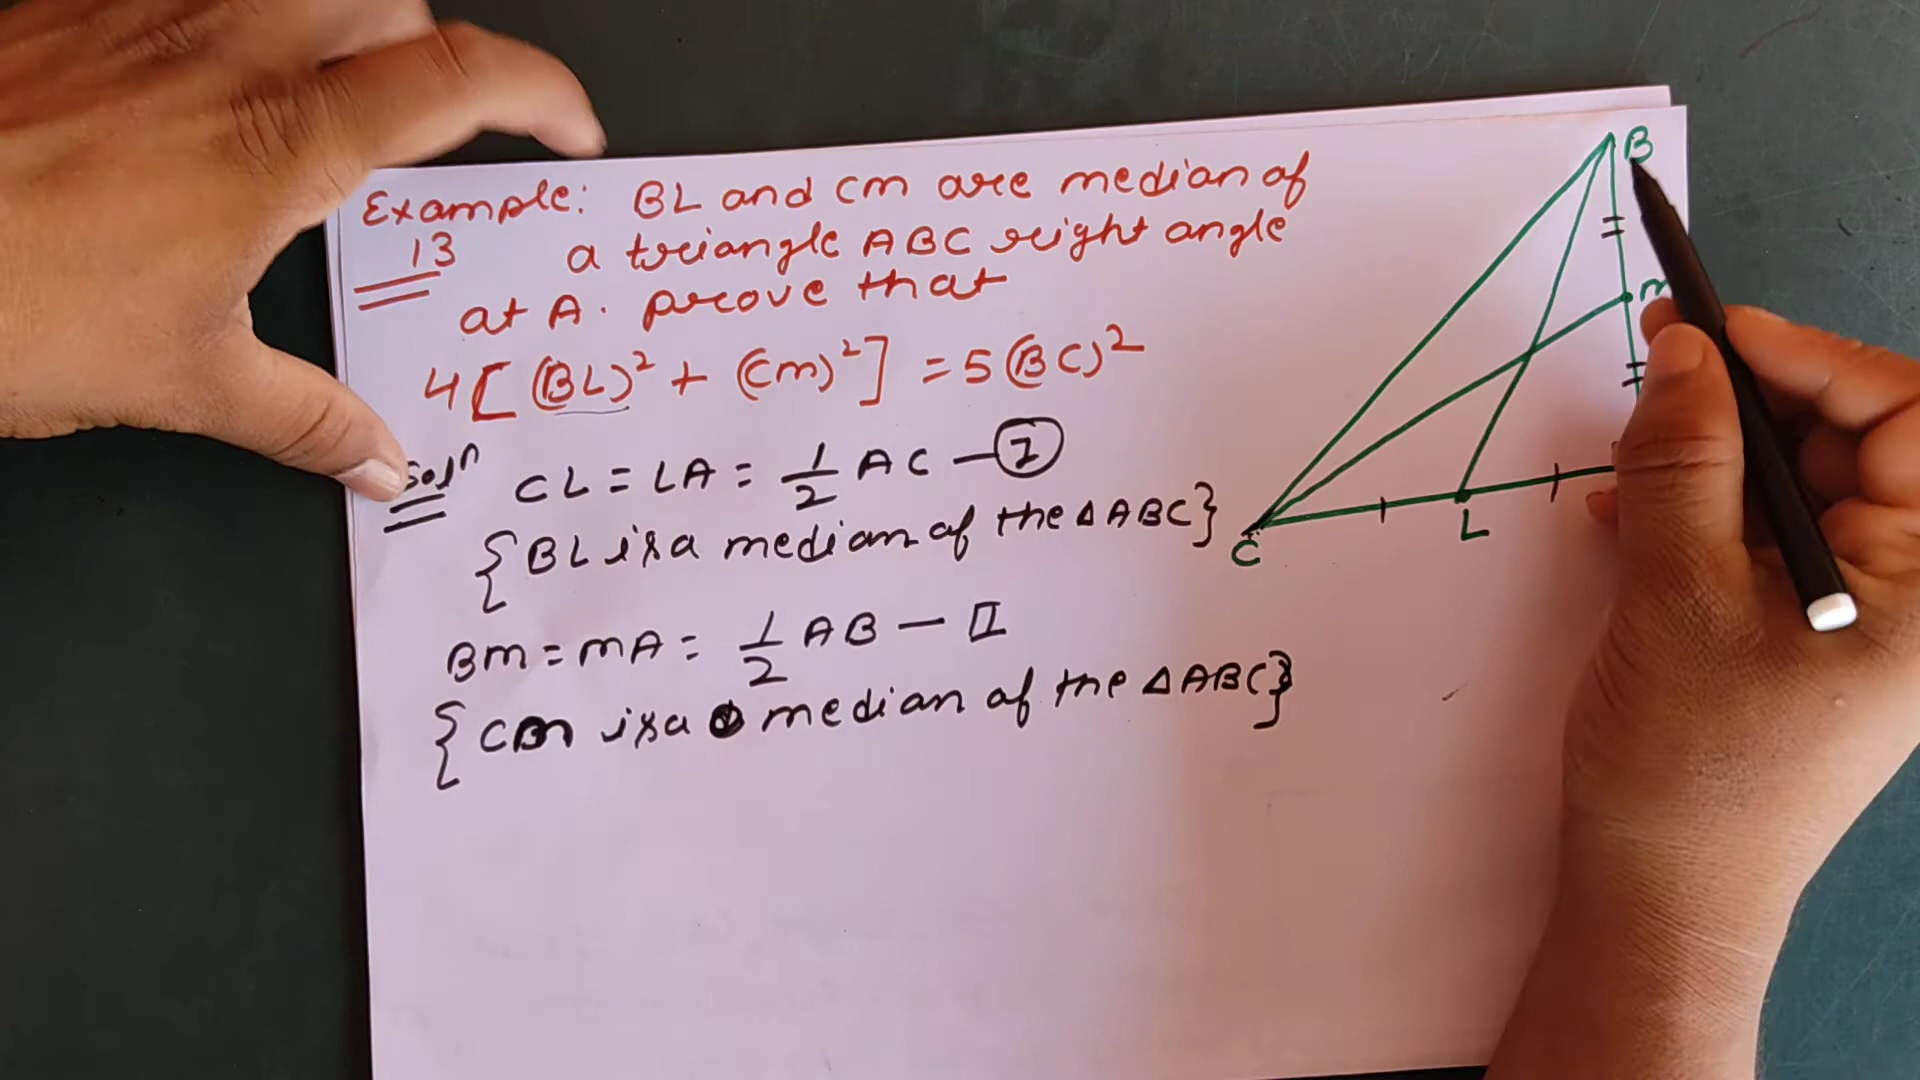 Example: BL and CM are median of
13 a triangle ABC right angle
at A. prove that
4[(BL)² + (CM)²] = 5(BC)²
Solⁿ CL = LA = 1/2 AC — I
{BL is a median of the △ABC}
BM = MA = 1/2 AB — II
{CM is a median of the △ABC}
B
M
L
C